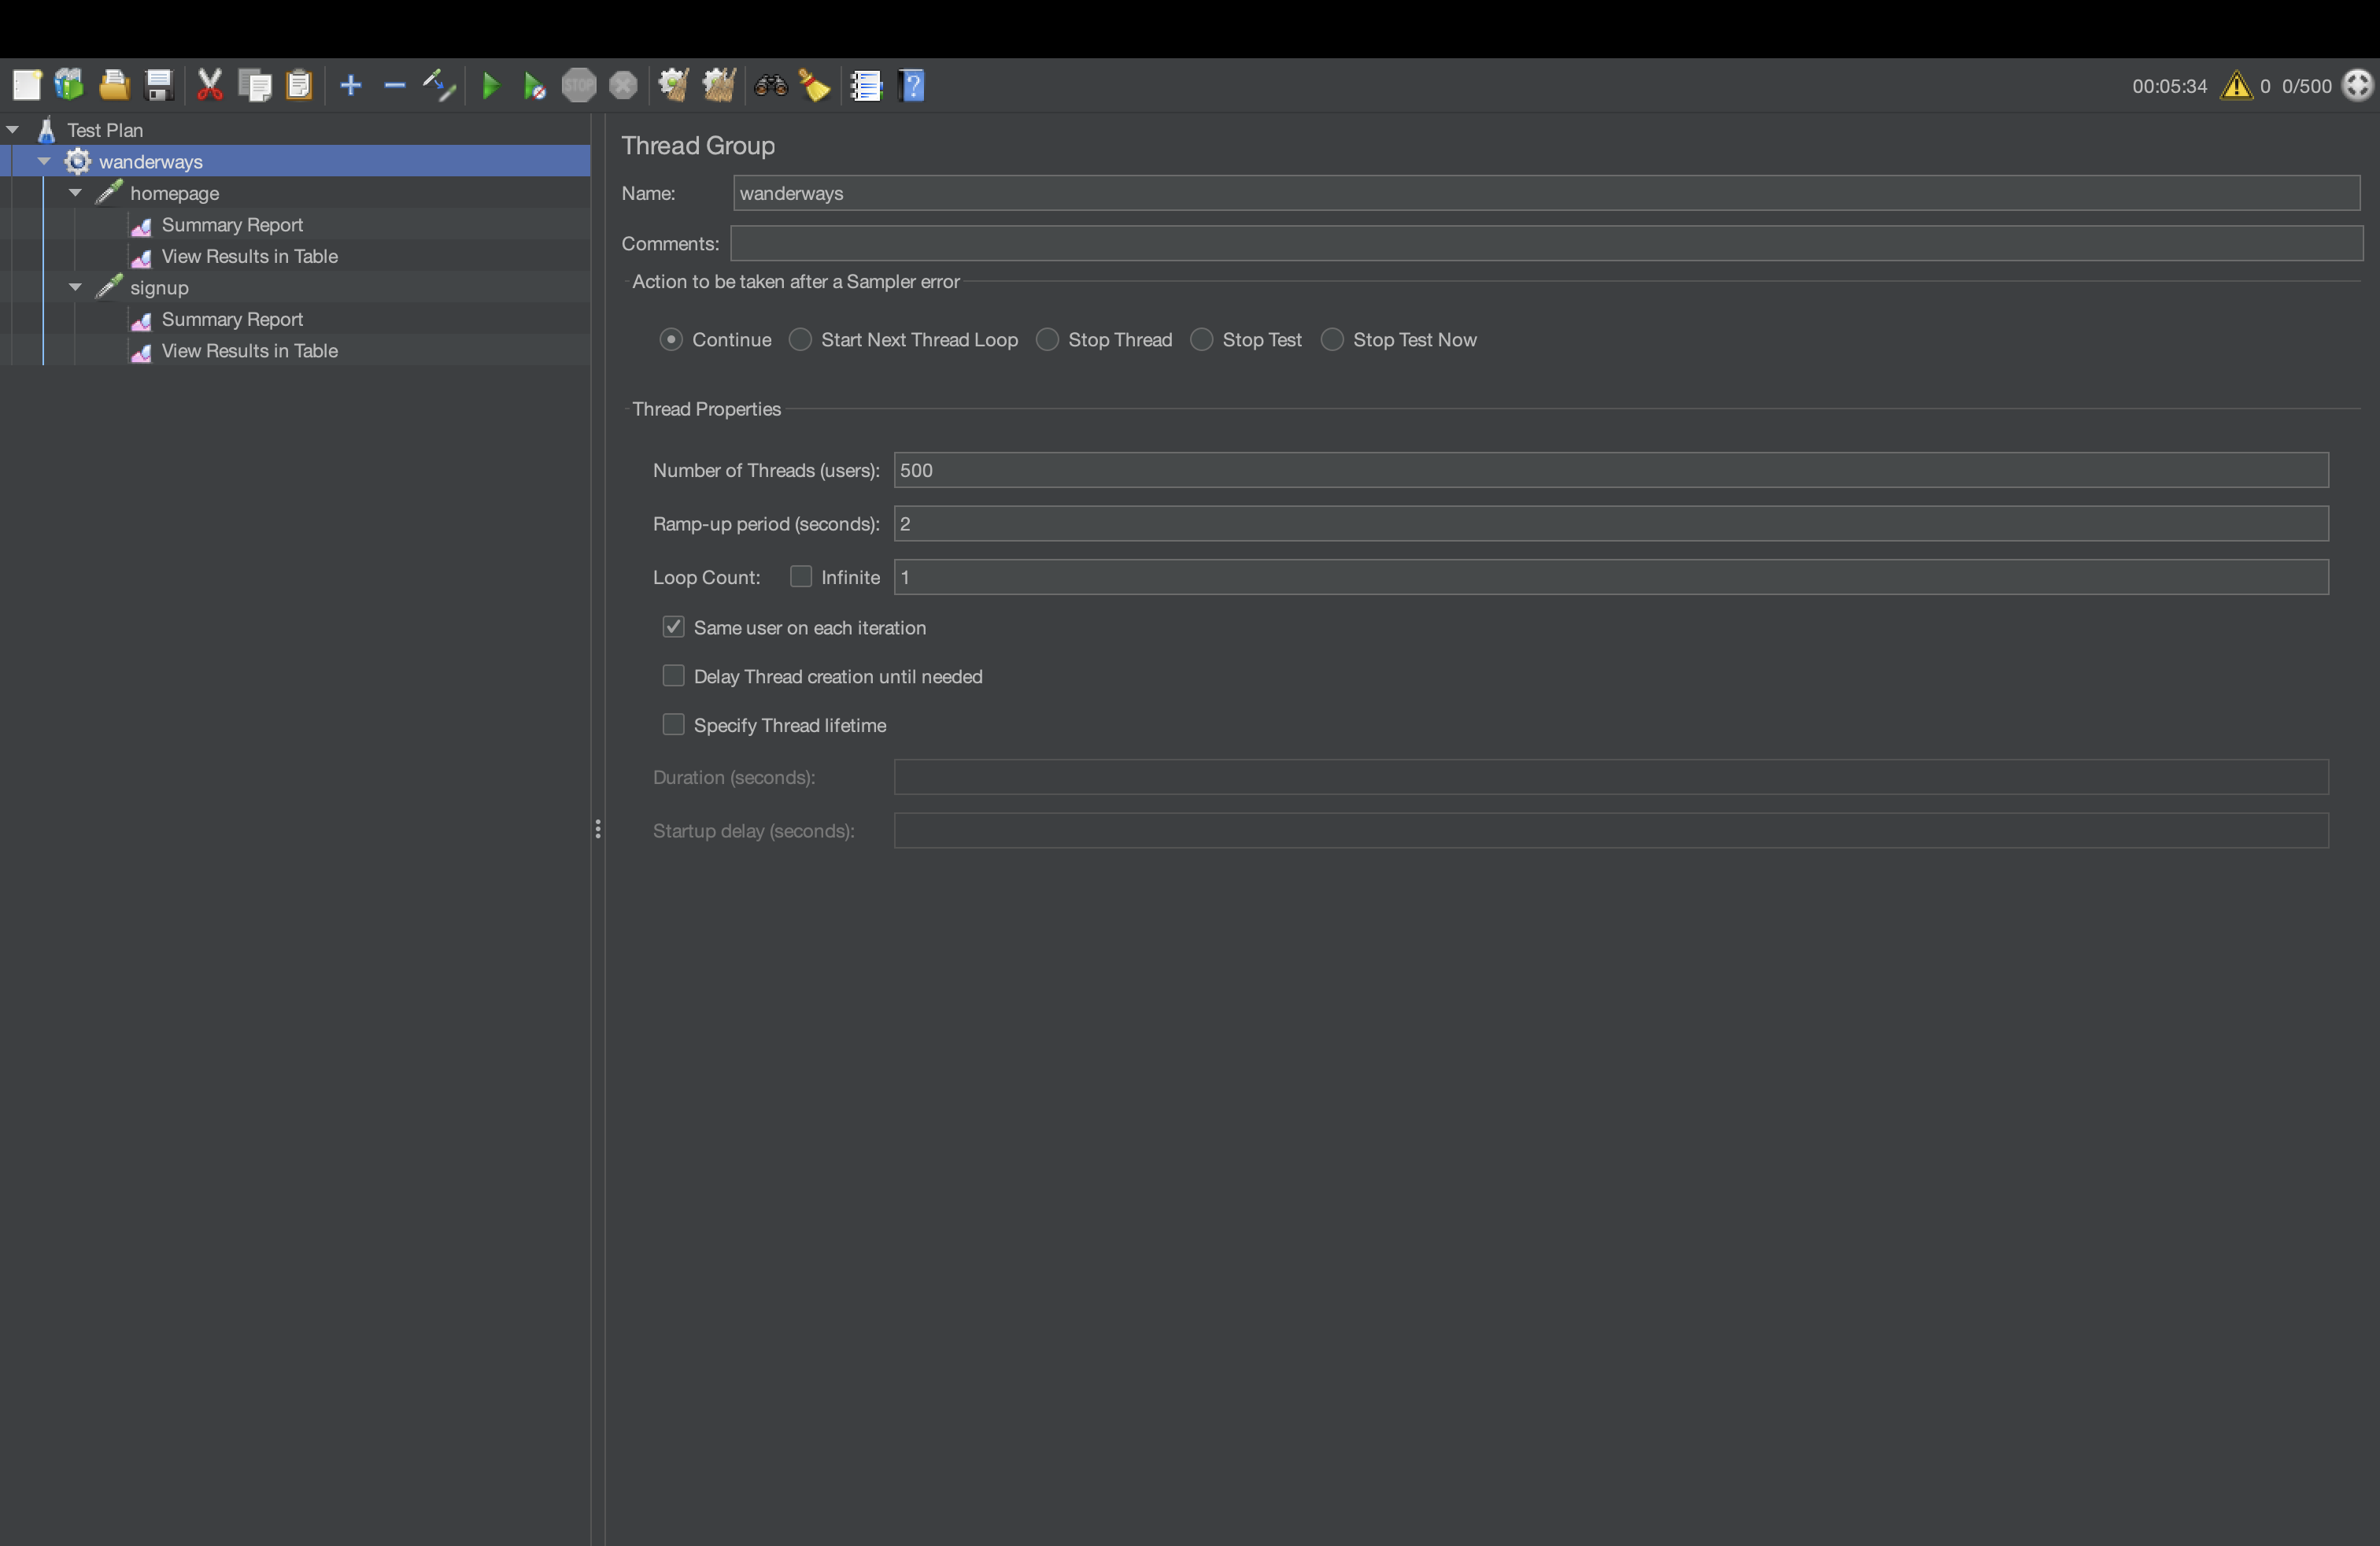 STOP
00:05:34 0 0/500
Test Plan
wanderways
homepage
Summary Report
View Results in Table
signup
Summary Report
View Results in Table
Thread Group
Name: wanderways
Comments:
Action to be taken after a Sampler error
Continue Start Next Thread Loop Stop Thread Stop Test Stop Test Now
Thread Properties
Number of Threads (users): 500
Ramp-up period (seconds): 2
Loop Count: Infinite 1
Same user on each iteration
Delay Thread creation until needed
Specify Thread lifetime
Duration (seconds):
Startup delay (seconds):